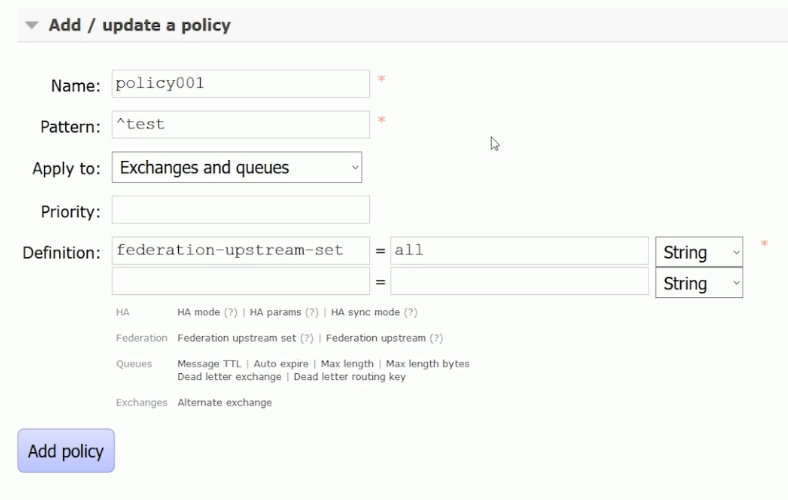 Add / update a policy
Name: policy001 *
Pattern: ^test *
Apply to: Exchanges and queues
Priority:
Definition: federation-upstream-set = all String *
= String
HA HA mode (?) | HA params (?) | HA sync mode (?)
Federation Federation upstream set (?) | Federation upstream (?)
Queues Message TTL | Auto expire | Max length | Max length bytes
Dead letter exchange | Dead letter routing key
Exchanges Alternate exchange
Add policy